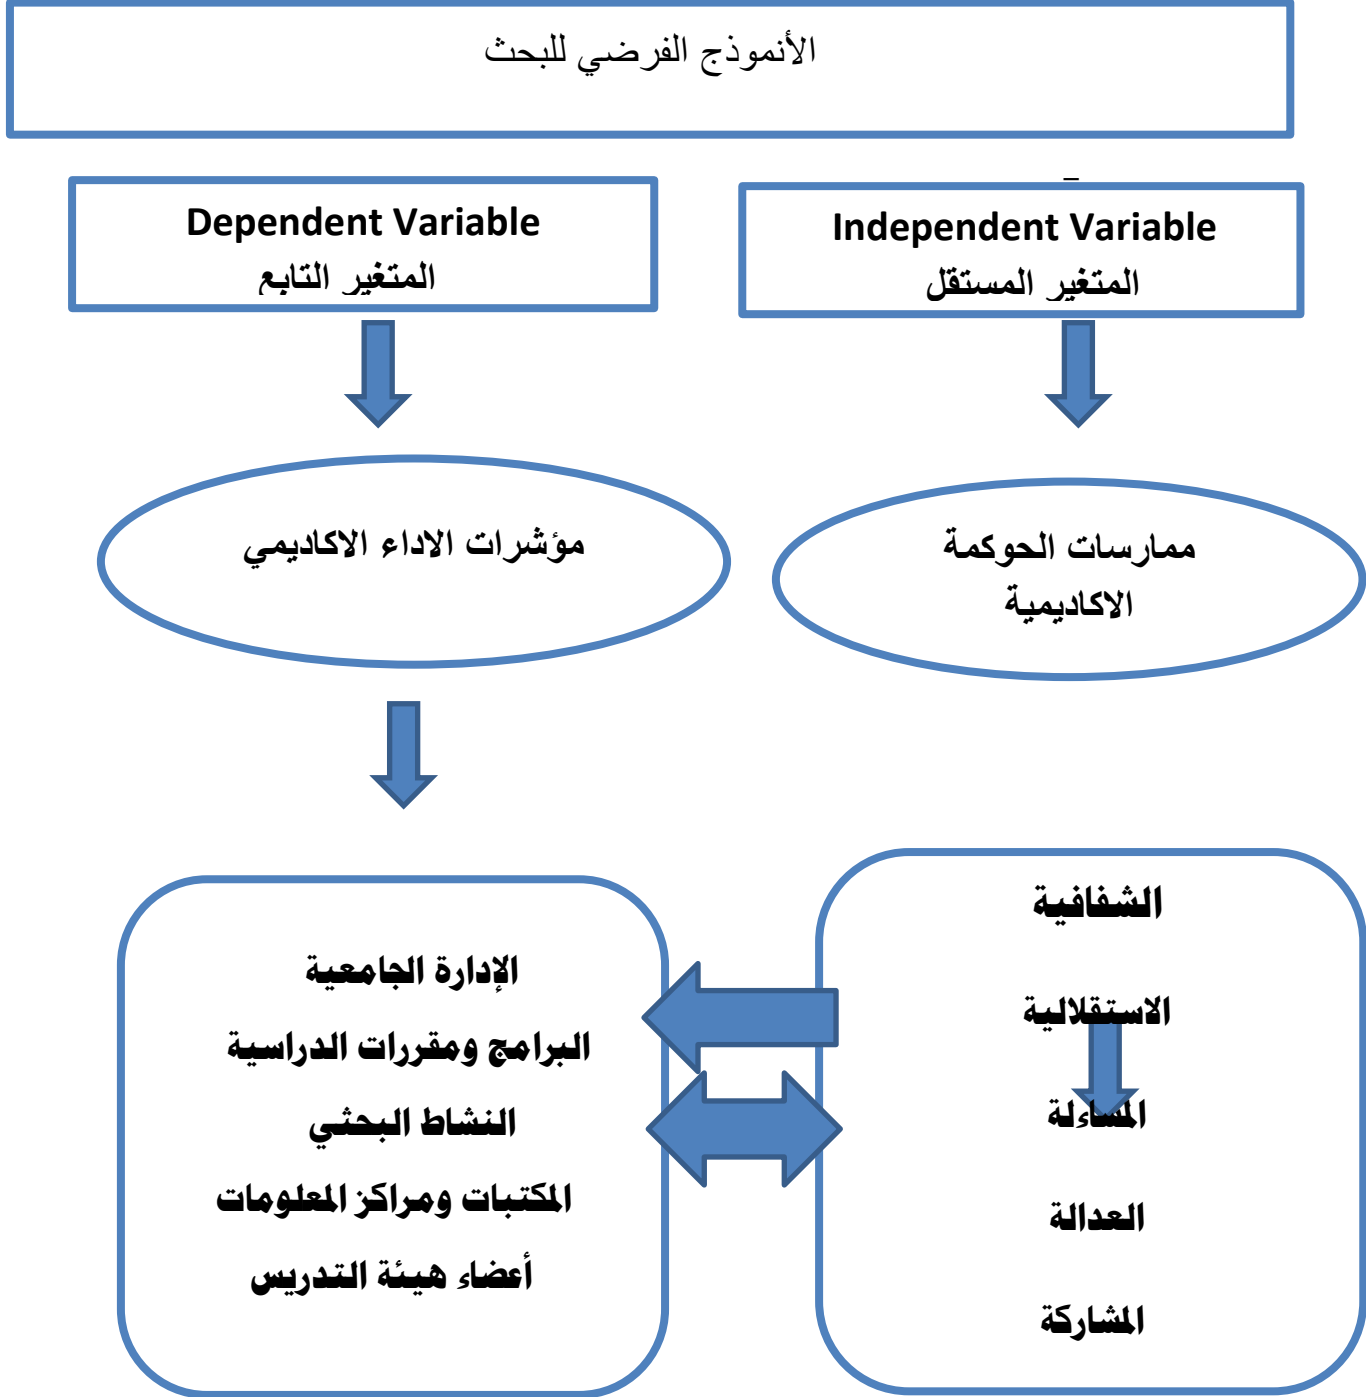 الأنموذج الفرضي للبحث
Independent Variable
المتغير المستقل
Dependent Variable
المتغير التابع
ممارسات الحوكمة
الاكاديمية
مؤشرات الاداء الاكاديمي
الشفافية
الاستقلالية
المساءلة
العدالة
المشاركة
الإدارة الجامعية
البرامج ومقررات الدراسية
النشاط البحثي
المكتبات ومراكز المعلومات
أعضاء هيئة التدريس